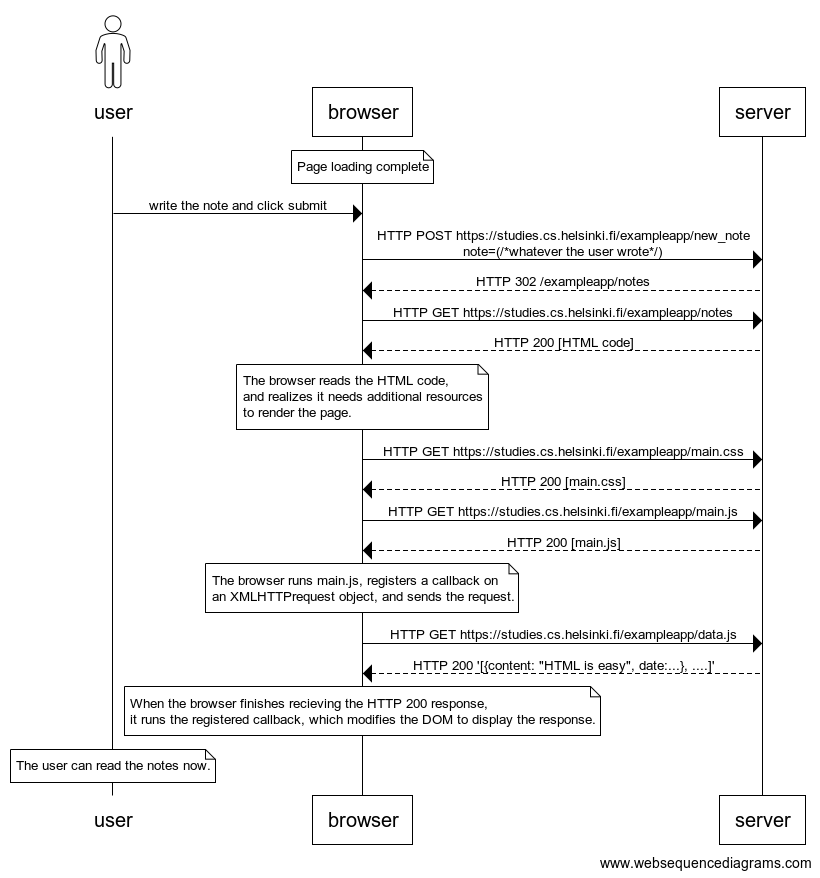 user
browser
server
Page loading complete
write the note and click submit
HTTP POST https://studies.cs.helsinki.fi/exampleapp/new_note
note=(/*whatever the user wrote*/)
HTTP 302 /exampleapp/notes
HTTP GET https://studies.cs.helsinki.fi/exampleapp/notes
HTTP 200 [HTML code]
The browser reads the HTML code,
and realizes it needs additional resources
to render the page.
HTTP GET https://studies.cs.helsinki.fi/exampleapp/main.css
HTTP 200 [main.css]
HTTP GET https://studies.cs.helsinki.fi/exampleapp/main.js
HTTP 200 [main.js]
The browser runs main.js, registers a callback on
an XMLHTTPrequest object, and sends the request.
HTTP GET https://studies.cs.helsinki.fi/exampleapp/data.js
HTTP 200 '[{content: "HTML is easy", date:...}, ....]'
When the browser finishes recieving the HTTP 200 response,
it runs the registered callback, which modifies the DOM to display the response.
The user can read the notes now.
user
browser
server
www.websequencediagrams.com